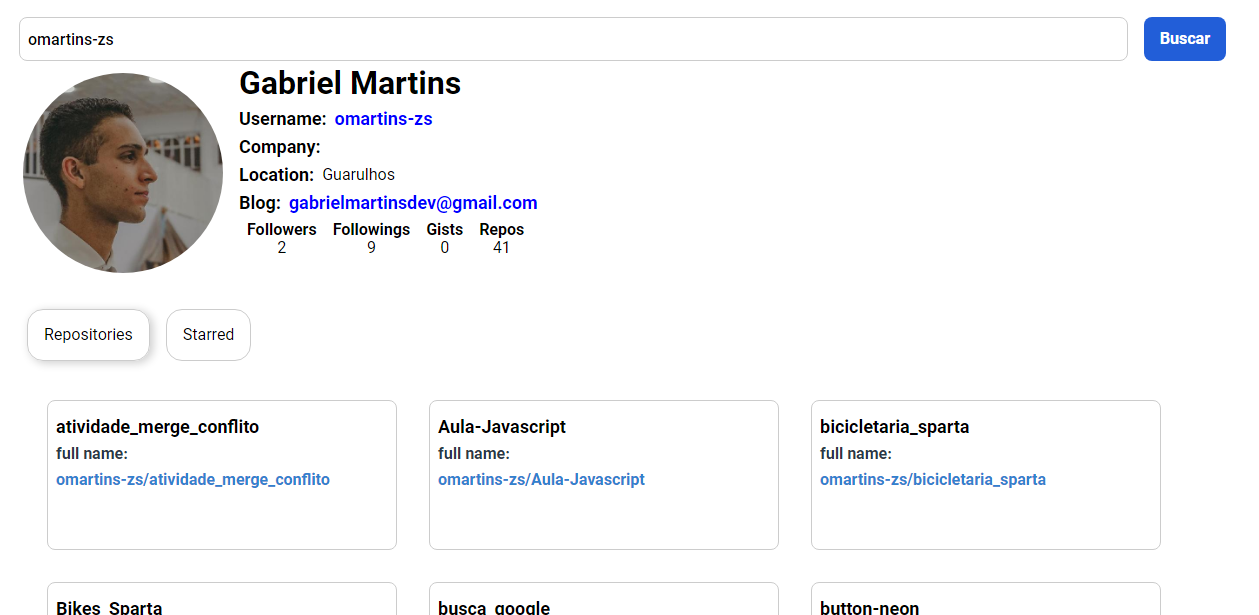 omartins-zs
Buscar
Gabriel Martins
Username: omartins-zs
Company:
Location: Guarulhos
Blog: gabrielmartinsdev@gmail.com
Followers Followings Gists Repos
2 9 0 41
Repositories Starred
atividade_merge_conflito
full name:
omartins-zs/atividade_merge_conflito
Aula-Javascript
full name:
omartins-zs/Aula-Javascript
bicicletaria_sparta
full name:
omartins-zs/bicicletaria_sparta
Bikes_Sparta
busca_google
button-neon